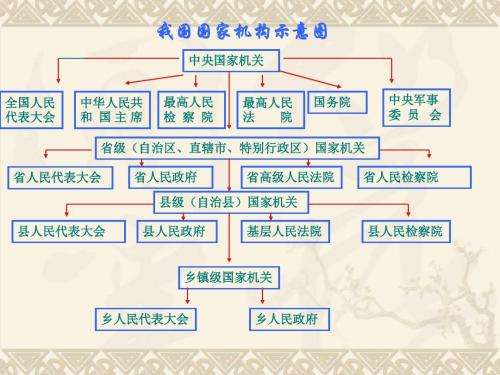 我国国家机构示意图
中央国家机关
全国人民
代表大会
中华人民共
和 国 主 席
最高人民
检 察 院
最高人民
法 院
国务院
中央军事
委 员 会
省级（自治区、直辖市、特别行政区）国家机关
省人民代表大会
省人民政府
省高级人民法院
省人民检察院
县级（自治县）国家机关
县人民代表大会
县人民政府
基层人民法院
县人民检察院
乡镇级国家机关
乡人民代表大会
乡人民政府